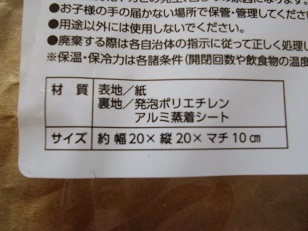 ●お子様の手の届かない場所で保管・管理してくださ
●用途以外には使用しないでください。
●廃棄する際は各自治体の指示に従って正しく処理し
※保温・保冷力は各諸条件(開閉回数や飲食物の温度
材 質 表地/紙
裏地/発泡ポリエチレン
アルミ蒸着シート
サイズ 約 幅20×縦20×マチ10㎝